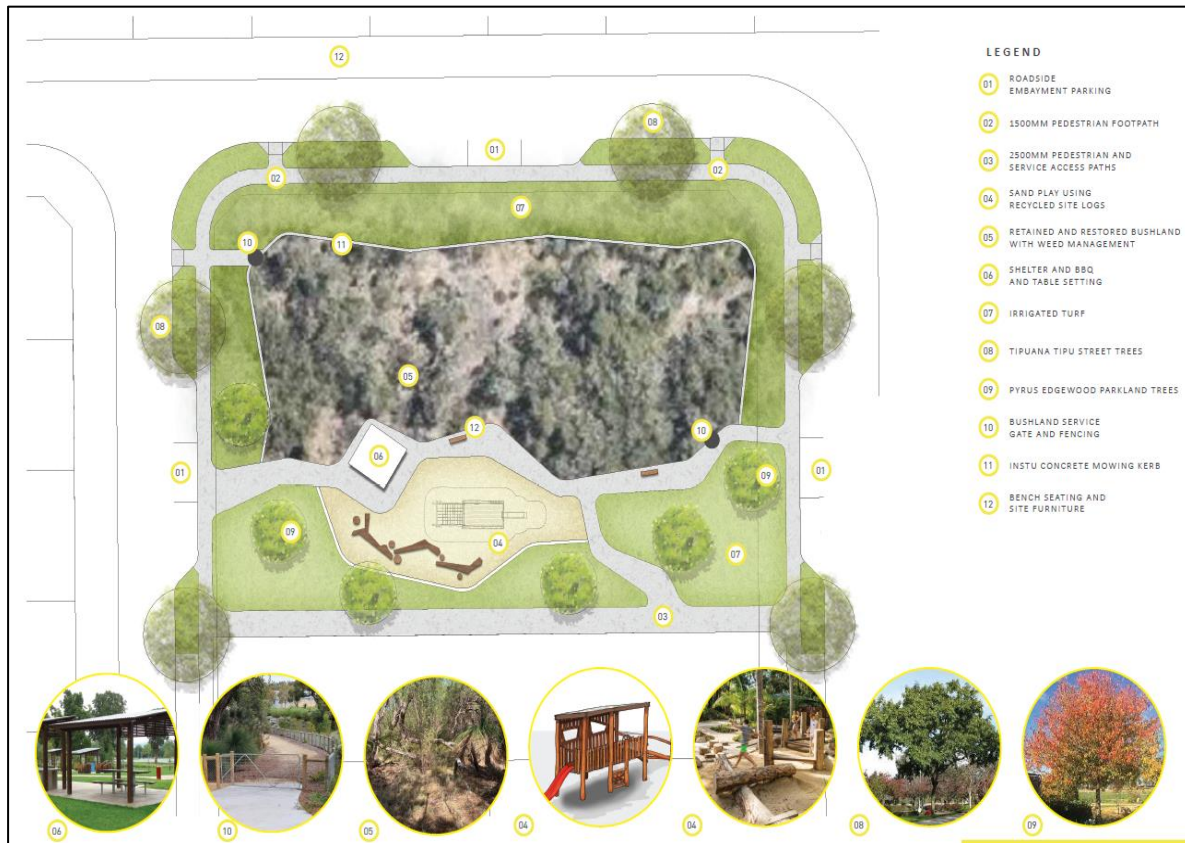 12
08
01
02
02
07
10
11
08
05
12
10
06
01
09
01
09
04
07
03
LEGEND
01 ROADSIDE
EMBAYMENT PARKING
02 1500MM PEDESTRIAN FOOTPATH
03 2500MM PEDESTRIAN AND
SERVICE ACCESS PATHS
04 SAND PLAY USING
RECYCLED SITE LOGS
05 RETAINED AND RESTORED BUSHLAND
WITH WEED MANAGEMENT
06 SHELTER AND BBQ
AND TABLE SETTING
07 IRRIGATED TURF
08 TIPUANA TIPU STREET TREES
09 PYRUS EDGEWOOD PARKLAND TREES
10 BUSHLAND SERVICE
GATE AND FENCING
11 INSTU CONCRETE MOWING KERB
12 BENCH SEATING AND
SITE FURNITURE
06
10
05
04
04
08
09